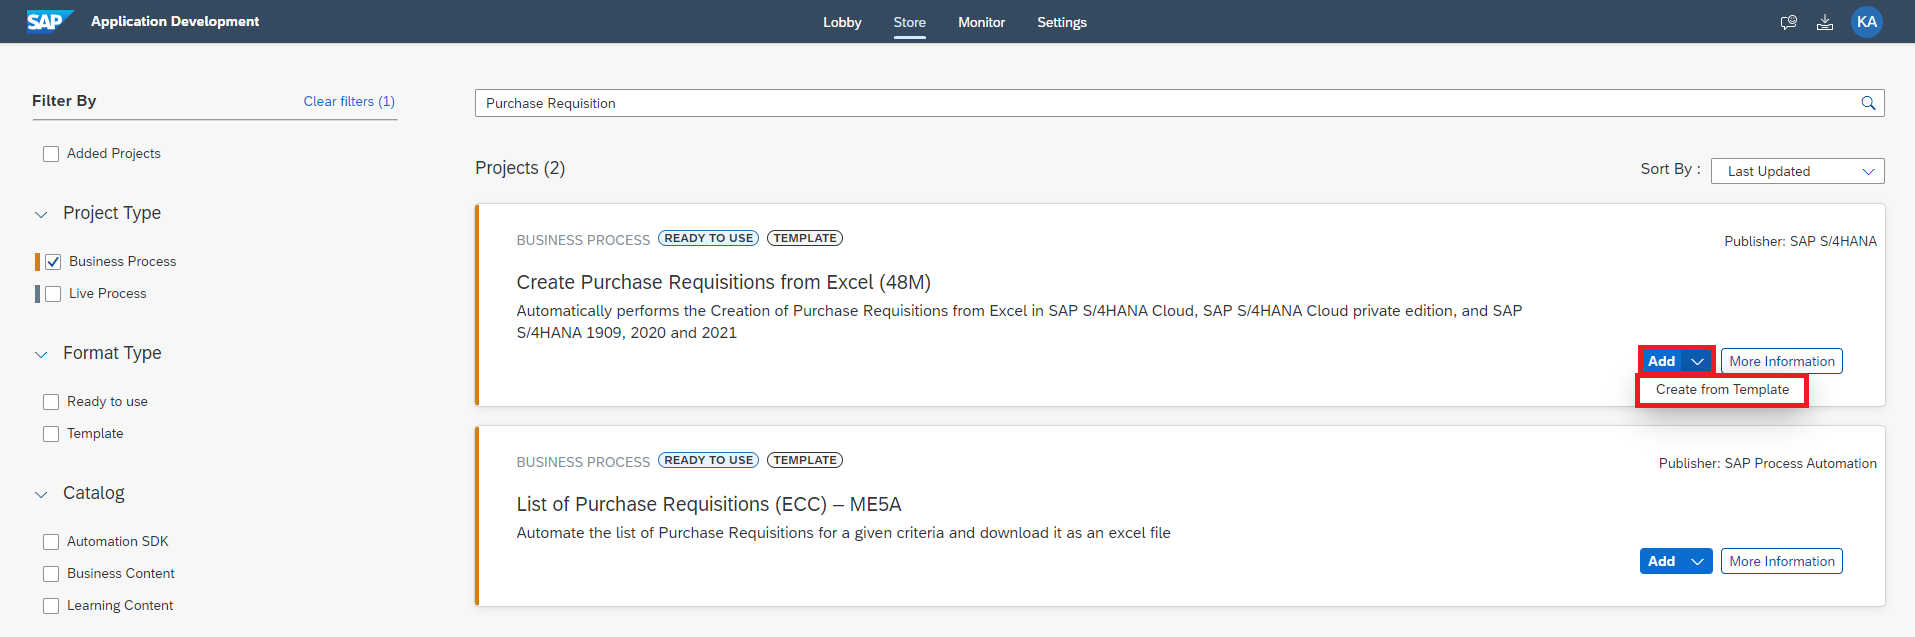 SAP Application Development Lobby Store Monitor Settings KA
Filter By Clear filters (1)
Added Projects
Project Type
Business Process
Live Process
Format Type
Ready to use
Template
Catalog
Automation SDK
Business Content
Learning Content
Purchase Requisition
Projects (2) Sort By : Last Updated
BUSINESS PROCESS READY TO USE TEMPLATE Publisher: SAP S/4HANA
Create Purchase Requisitions from Excel (48M)
Automatically performs the Creation of Purchase Requisitions from Excel in SAP S/4HANA Cloud, SAP S/4HANA Cloud private edition, and SAP
S/4HANA 1909, 2020 and 2021
Add More Information
Create from Template
BUSINESS PROCESS READY TO USE TEMPLATE Publisher: SAP Process Automation
List of Purchase Requisitions (ECC) – ME5A
Automate the list of Purchase Requisitions for a given criteria and download it as an excel file
Add More Information